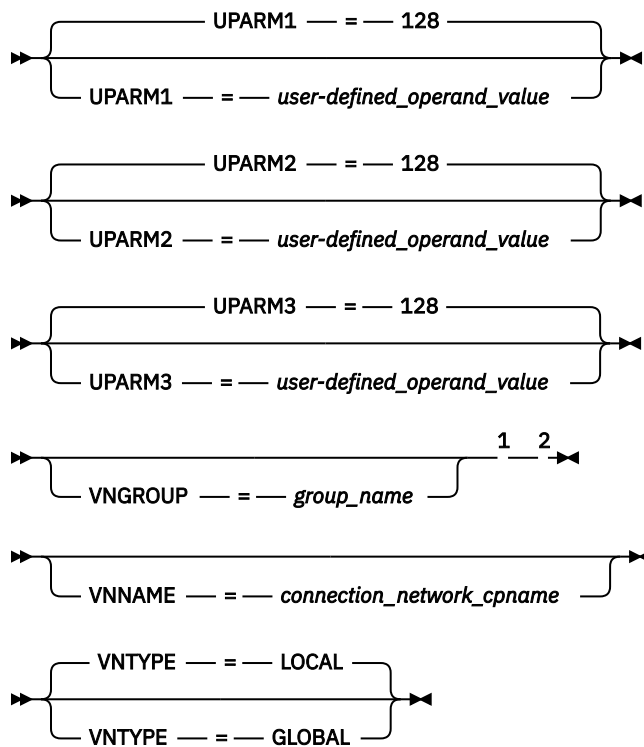 UPARM1 = 128
UPARM1 = user-defined_operand_value
UPARM2 = 128
UPARM2 = user-defined_operand_value
UPARM3 = 128
UPARM3 = user-defined_operand_value
1 2
VNGROUP = group_name
VNNAME = connection_network_cpname
VNTYPE = LOCAL
VNTYPE = GLOBAL